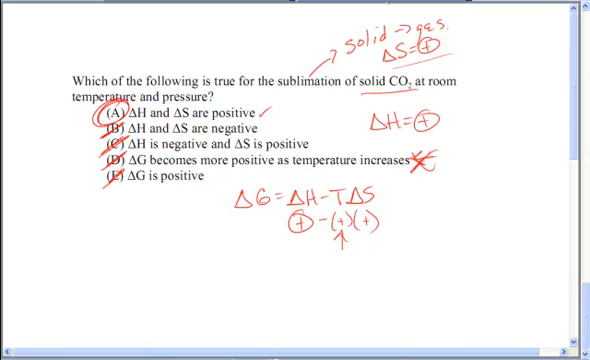 solid → gas
ΔS = +
Which of the following is true for the sublimation of solid CO₂ at room
temperature and pressure?
(A) ΔH and ΔS are positive ✓
(B) ΔH and ΔS are negative
(C) ΔH is negative and ΔS is positive
(D) ΔG becomes more positive as temperature increases
(E) ΔG is positive
ΔH = +
ΔG = ΔH - TΔS
+ - (+)(+)
↑